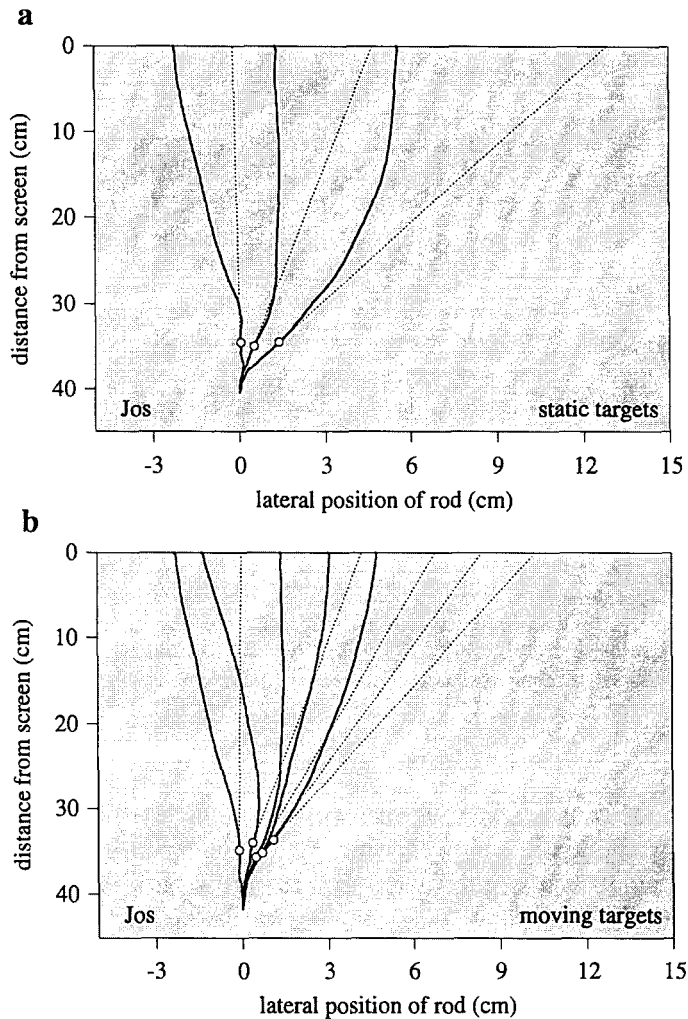 a
0
10
20
30
40
distance from screen (cm)
Jos
static targets
-3
0
3
6
9
12
15
lateral position of rod (cm)
b
0
10
20
30
40
distance from screen (cm)
Jos
moving targets
-3
0
3
6
9
12
15
lateral position of rod (cm)